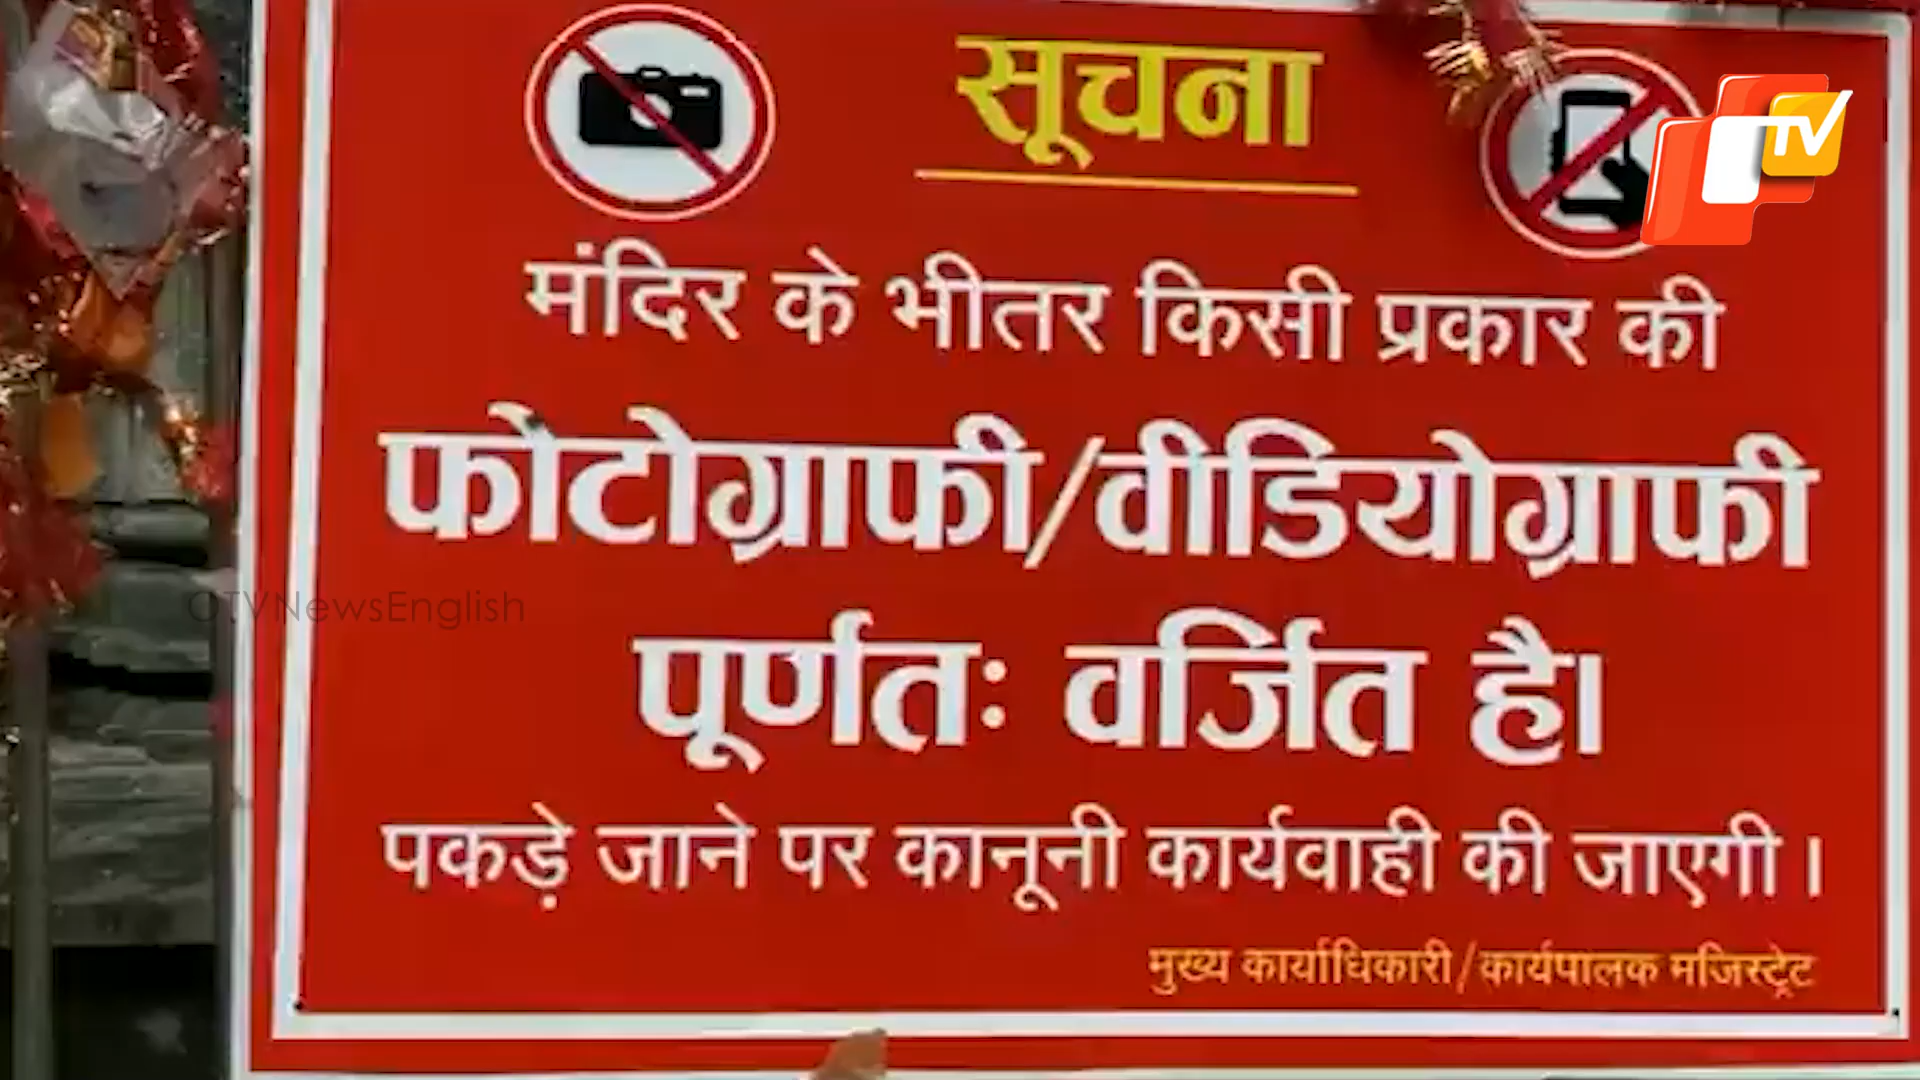 सूचना
TV
मंदिर के भीतर किसी प्रकार की
फोटोग्राफी/वीडियोग्राफी
OTVNewsEnglish
पूर्णतः वर्जित है।
पकड़े जाने पर कानूनी कार्यवाही की जाएगी ।
मुख्य कार्याधिकारी/कार्यपालक मजिस्ट्रेट